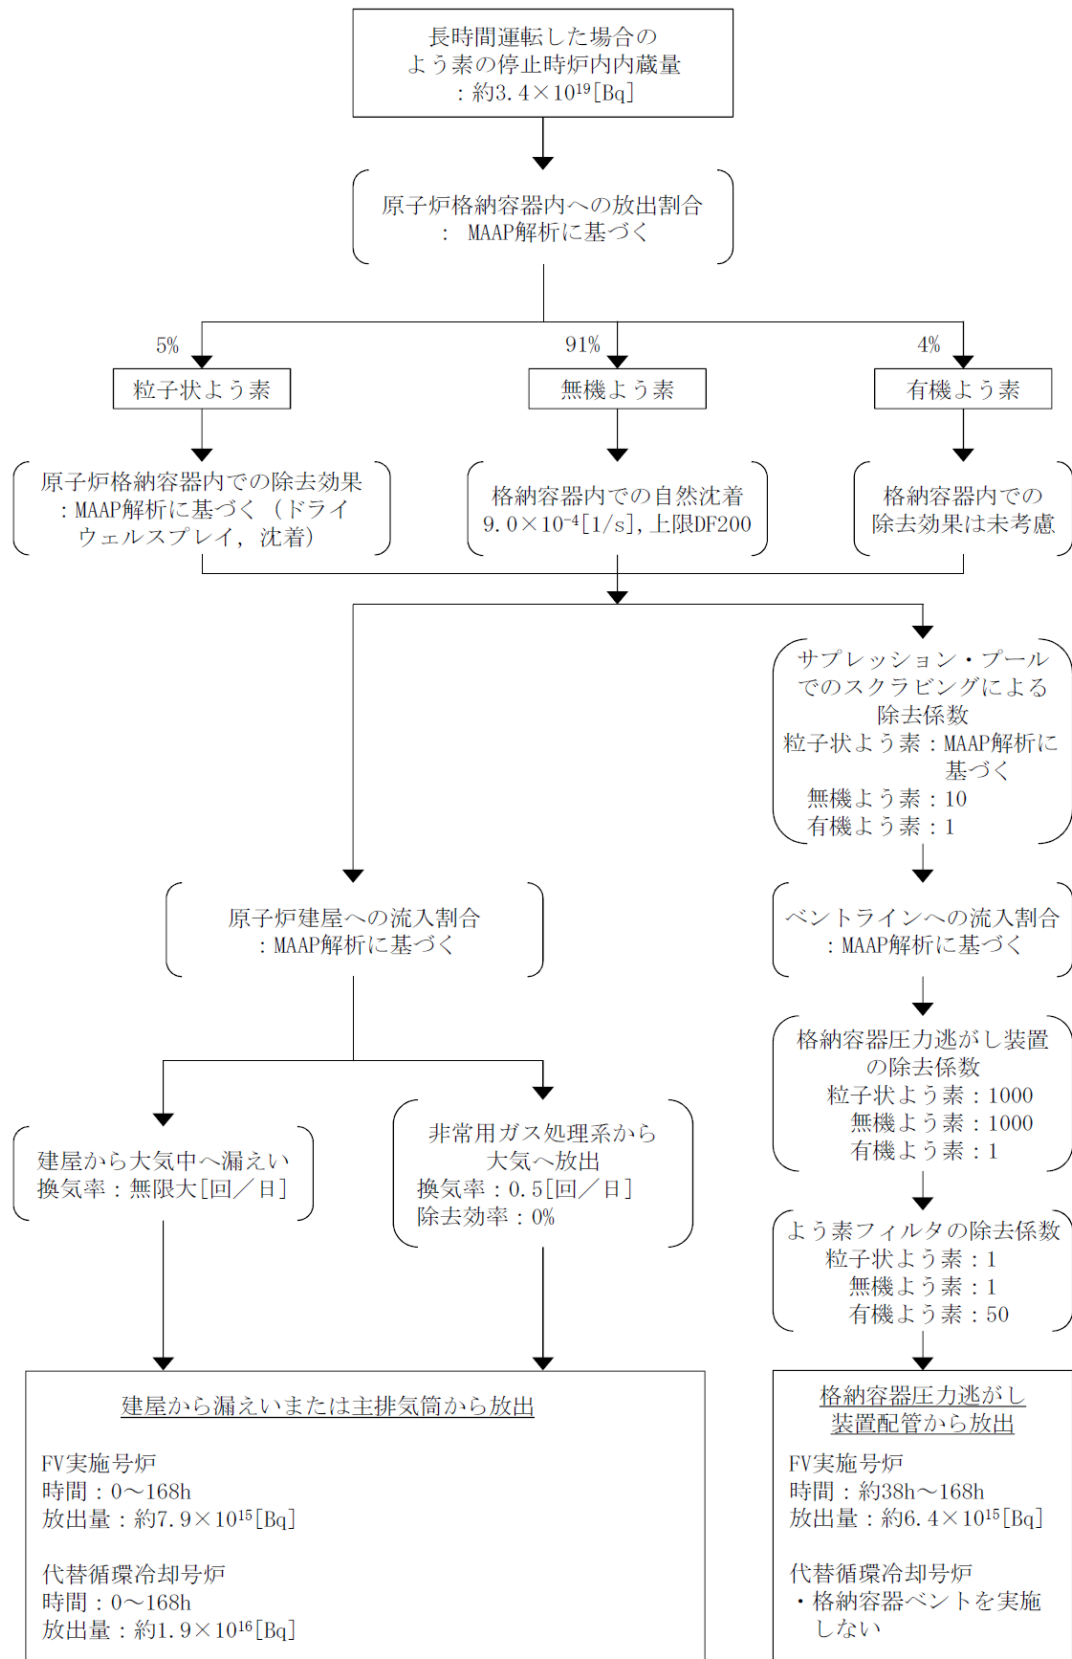 長時間運転した場合の
よう素の停止時炉内内蔵量
：約3.4×10¹⁹[Bq]
原子炉格納容器内への放出割合
： MAAP解析に基づく
5%
91%
4%
粒子状よう素
無機よう素
有機よう素
原子炉格納容器内での除去効果
：MAAP解析に基づく（ドライ
ウェルスプレイ, 沈着）
格納容器内での自然沈着
9.0×10⁻⁴[1/s], 上限DF200
格納容器内での
除去効果は未考慮
サプレッション・プール
でのスクラビングによる
除去係数
粒子状よう素：MAAP解析に
基づく
無機よう素：10
有機よう素：1
原子炉建屋への流入割合
：MAAP解析に基づく
ベントラインへの流入割合
：MAAP解析に基づく
格納容器圧力逃がし装置
の除去係数
粒子状よう素：1000
無機よう素：1000
有機よう素：1
建屋から大気中へ漏えい
換気率：無限大[回／日]
非常用ガス処理系から
大気へ放出
換気率：0.5[回／日]
除去効率：0%
よう素フィルタの除去係数
粒子状よう素：1
無機よう素：1
有機よう素：50
建屋から漏えいまたは主排気筒から放出
FV実施号炉
時間：0～168h
放出量：約7.9×10¹⁵[Bq]
代替循環冷却号炉
時間：0～168h
放出量：約1.9×10¹⁶[Bq]
格納容器圧力逃がし
装置配管から放出
FV実施号炉
時間：約38h～168h
放出量：約6.4×10¹⁵[Bq]
代替循環冷却号炉
・格納容器ベントを実施
しない